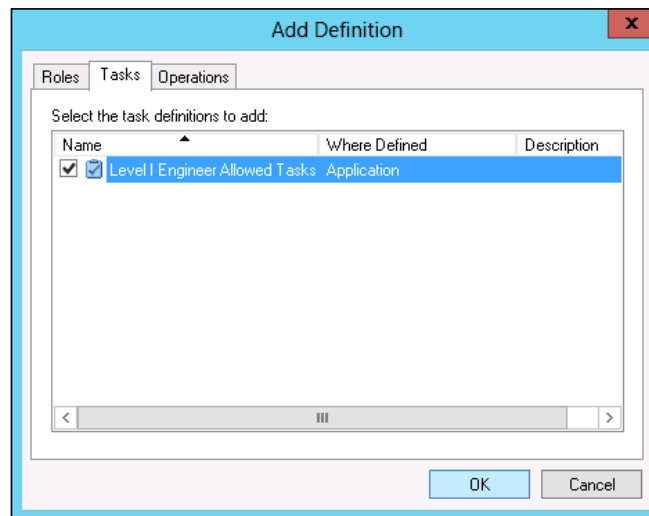 Add Definition
x
Roles Tasks Operations
Select the task definitions to add:
Name Where Defined Description
Level I Engineer Allowed Tasks Application
OK Cancel